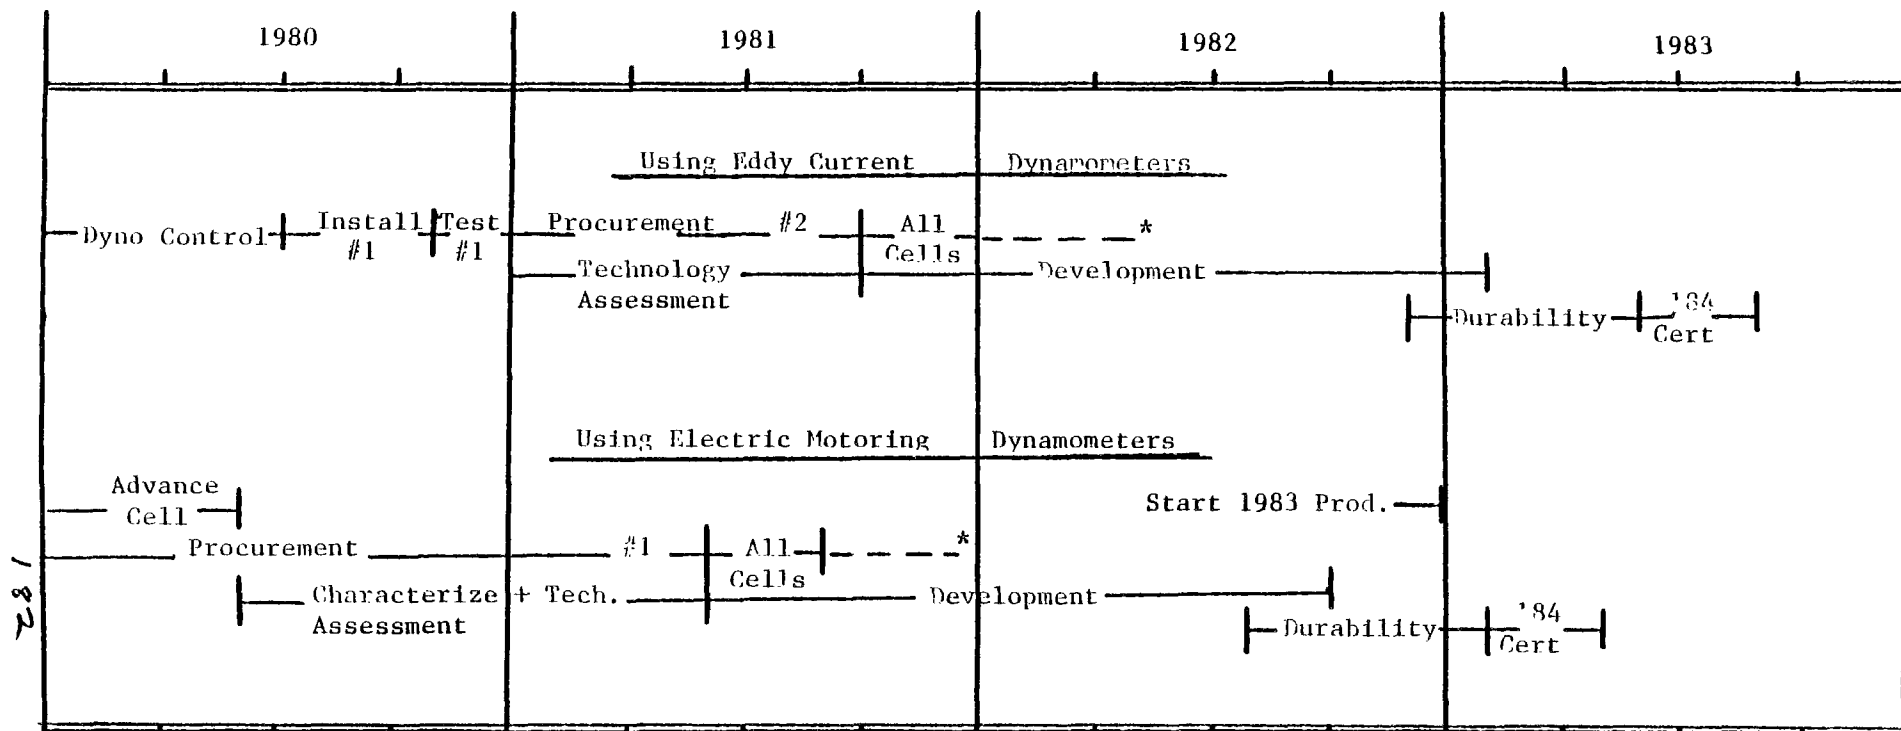 1980 1981 1982 1983
Using Eddy Current Dynamometers
Dyno Control Install #1 Test #1 Procurement #2 All Cells *
Technology Assessment Development
Durability '84 Cert
Using Electric Motoring Dynamometers
Advance Cell
Start 1983 Prod.
Procurement #1 All Cells *
Characterize + Tech. Assessment Development
Durability '84 Cert
182